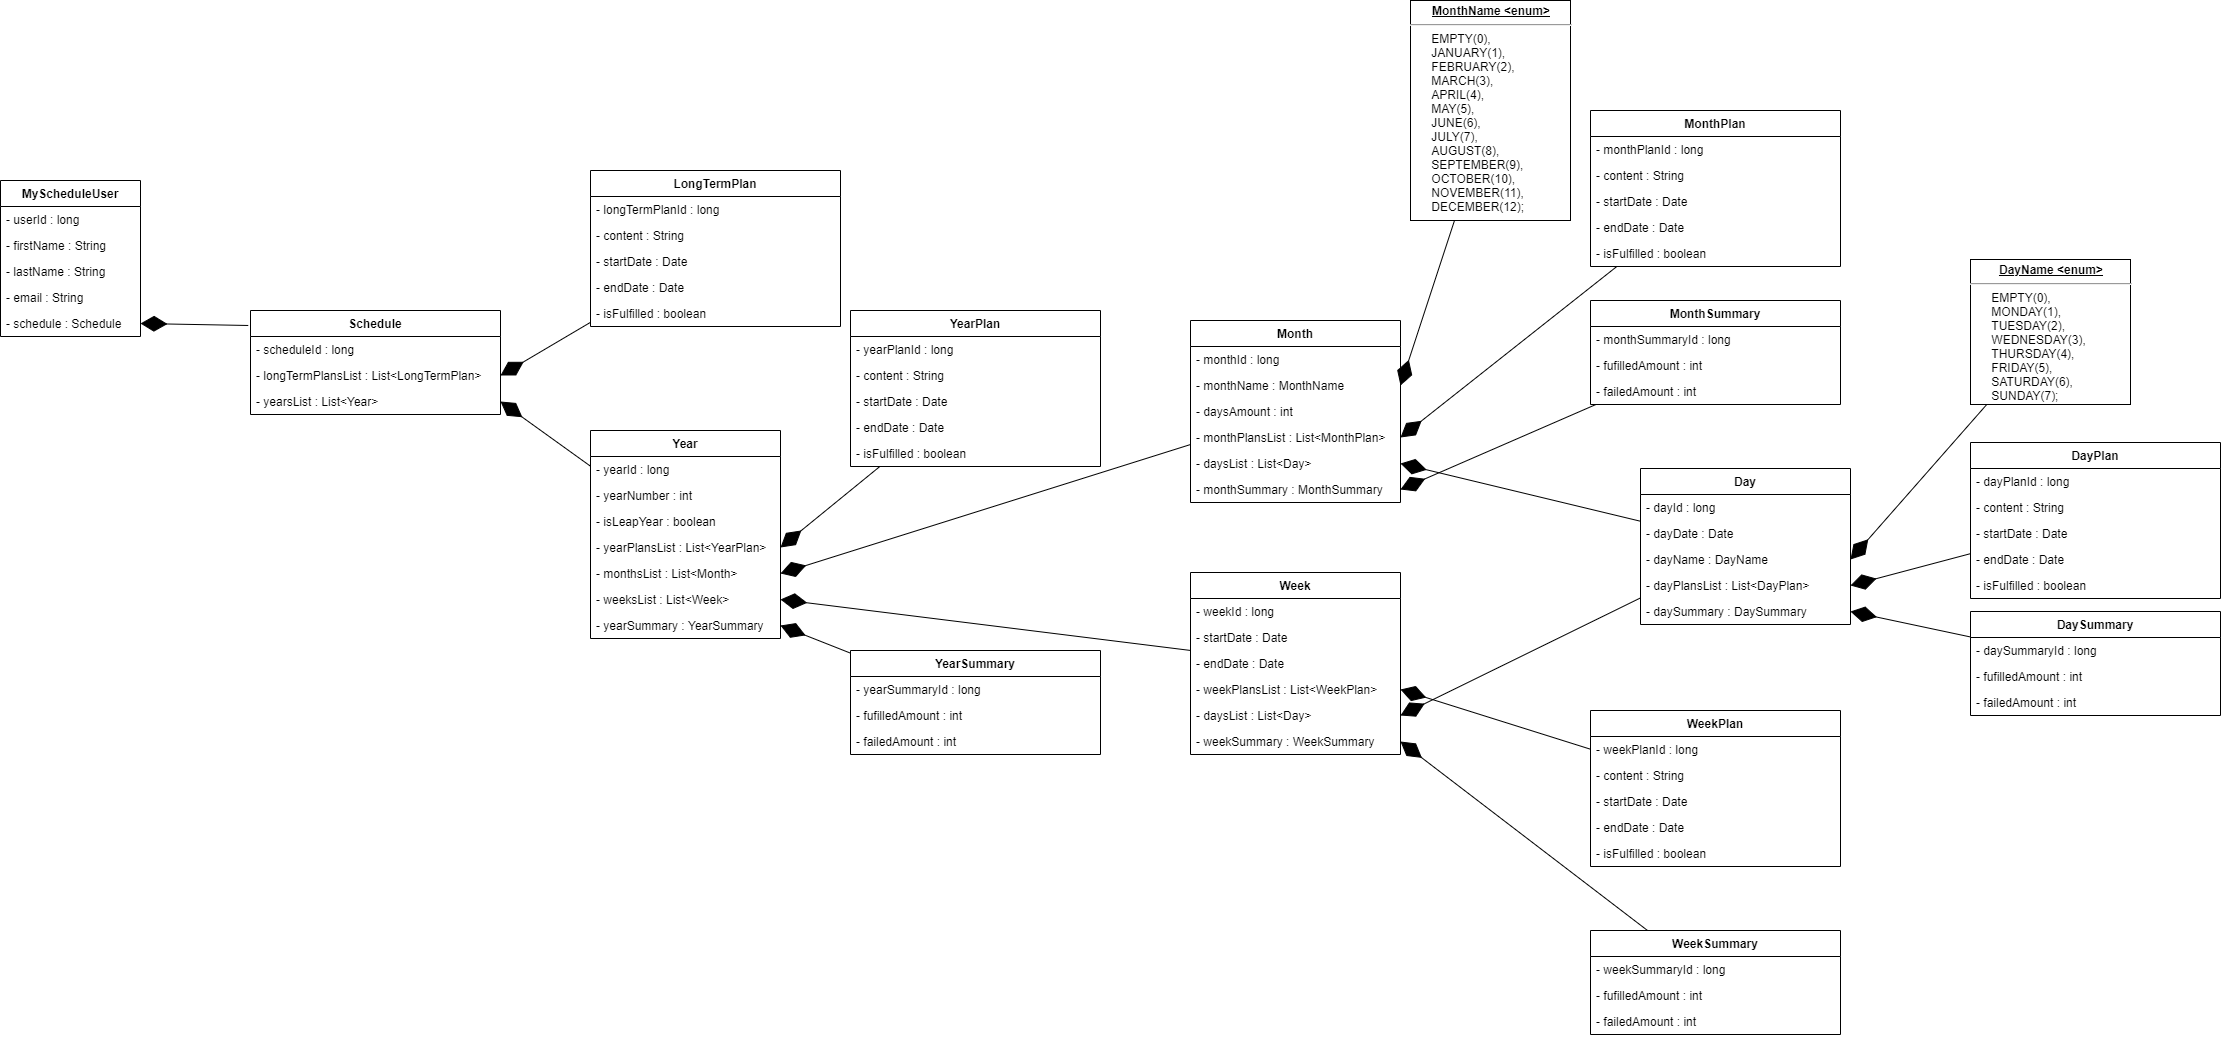 MyScheduleUser
- userId : long
- firstName : String
- lastName : String
- email : String
- schedule : Schedule
Schedule
- scheduleId : long
- longTermPlansList : List<LongTermPlan>
- yearsList : List<Year>
LongTermPlan
- longTermPlanId : long
- content : String
- startDate : Date
- endDate : Date
- isFulfilled : boolean
Year
- yearId : long
- yearNumber : int
- isLeapYear : boolean
- yearPlansList : List<YearPlan>
- monthsList : List<Month>
- weeksList : List<Week>
- yearSummary : YearSummary
YearPlan
- yearPlanId : long
- content : String
- startDate : Date
- endDate : Date
- isFulfilled : boolean
YearSummary
- yearSummaryId : long
- fufilledAmount : int
- failedAmount : int
MonthName <enum>
EMPTY(0),
JANUARY(1),
FEBRUARY(2),
MARCH(3),
APRIL(4),
MAY(5),
JUNE(6),
JULY(7),
AUGUST(8),
SEPTEMBER(9),
OCTOBER(10),
NOVEMBER(11),
DECEMBER(12);
Month
- monthId : long
- monthName : MonthName
- daysAmount : int
- monthPlansList : List<MonthPlan>
- daysList : List<Day>
- monthSummary : MonthSummary
Week
- weekId : long
- startDate : Date
- endDate : Date
- weekPlansList : List<WeekPlan>
- daysList : List<Day>
- weekSummary : WeekSummary
MonthPlan
- monthPlanId : long
- content : String
- startDate : Date
- endDate : Date
- isFulfilled : boolean
MonthSummary
- monthSummaryId : long
- fufilledAmount : int
- failedAmount : int
Day
- dayId : long
- dayDate : Date
- dayName : DayName
- dayPlansList : List<DayPlan>
- daySummary : DaySummary
WeekPlan
- weekPlanId : long
- content : String
- startDate : Date
- endDate : Date
- isFulfilled : boolean
WeekSummary
- weekSummaryId : long
- fufilledAmount : int
- failedAmount : int
DayName <enum>
EMPTY(0),
MONDAY(1),
TUESDAY(2),
WEDNESDAY(3),
THURSDAY(4),
FRIDAY(5),
SATURDAY(6),
SUNDAY(7);
DayPlan
- dayPlanId : long
- content : String
- startDate : Date
- endDate : Date
- isFulfilled : boolean
DaySummary
- daySummaryId : long
- fufilledAmount : int
- failedAmount : int